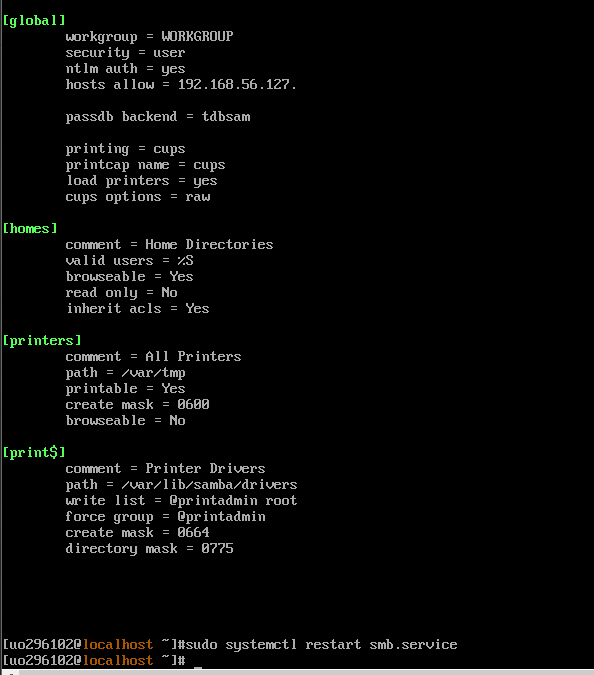 [global]
workgroup = WORKGROUP
security = user
ntlm auth = yes
hosts allow = 192.168.56.127.
passdb backend = tdbsam
printing = cups
printcap name = cups
load printers = yes
cups options = raw
[homes]
comment = Home Directories
valid users = %S
browseable = Yes
read only = No
inherit acls = Yes
[printers]
comment = All Printers
path = /var/tmp
printable = Yes
create mask = 0600
browseable = No
[print$]
comment = Printer Drivers
path = /var/lib/samba/drivers
write list = @printadmin root
force group = @printadmin
create mask = 0664
directory mask = 0775
[uo296102@localhost ~]#sudo systemctl restart smb.service
[uo296102@localhost ~]# _